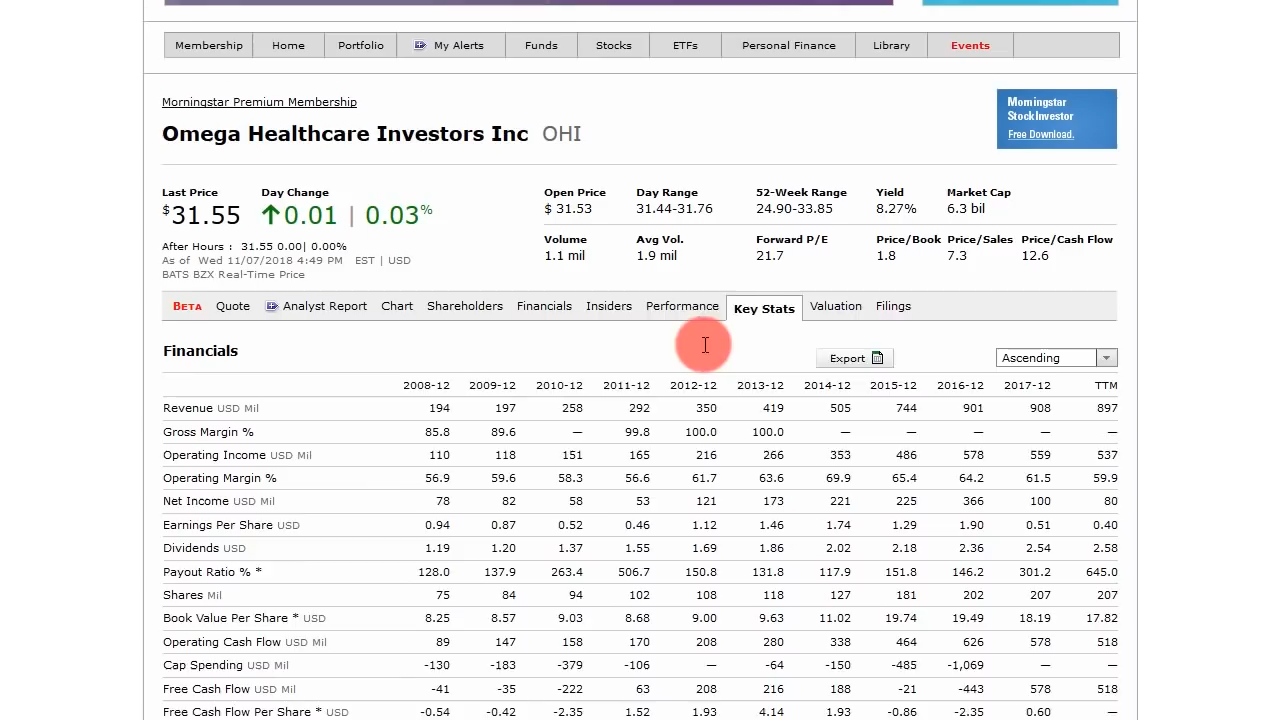 Membership Home Portfolio My Alerts Funds Stocks ETFs Personal Finance Library Events
Morningstar Premium Membership
Omega Healthcare Investors Inc OHI
Morningstar
StockInvestor
Free Download.
Last Price Day Change
$31.55 0.01 | 0.03%
After Hours : 31.55 0.00| 0.00%
As of Wed 11/07/2018 4:49 PM EST | USD
BATS BZX Real-Time Price
Open Price Day Range 52-Week Range Yield Market Cap
$ 31.53 31.44-31.76 24.90-33.85 8.27% 6.3 bil
Volume Avg Vol. Forward P/E Price/Book Price/Sales Price/Cash Flow
1.1 mil 1.9 mil 21.7 1.8 7.3 12.6
BETA Quote Analyst Report Chart Shareholders Financials Insiders Performance Key Stats Valuation Filings
Financials Export Ascending
2008-12 2009-12 2010-12 2011-12 2012-12 2013-12 2014-12 2015-12 2016-12 2017-12 TTM
Revenue USD Mil 194 197 258 292 350 419 505 744 901 908 897
Gross Margin % 85.8 89.6 — 99.8 100.0 100.0 — — — — —
Operating Income USD Mil 110 118 151 165 216 266 353 486 578 559 537
Operating Margin % 56.9 59.6 58.3 56.6 61.7 63.6 69.9 65.4 64.2 61.5 59.9
Net Income USD Mil 78 82 58 53 121 173 221 225 366 100 80
Earnings Per Share USD 0.94 0.87 0.52 0.46 1.12 1.46 1.74 1.29 1.90 0.51 0.40
Dividends USD 1.19 1.20 1.37 1.55 1.69 1.86 2.02 2.18 2.36 2.54 2.58
Payout Ratio % * 128.0 137.9 263.4 506.7 150.8 131.8 117.9 151.8 146.2 301.2 645.0
Shares Mil 75 84 94 102 108 118 127 181 202 207 207
Book Value Per Share * USD 8.25 8.57 9.03 8.68 9.00 9.63 11.02 19.74 19.49 18.19 17.82
Operating Cash Flow USD Mil 89 147 158 170 208 280 338 464 626 578 518
Cap Spending USD Mil -130 -183 -379 -106 — -64 -150 -485 -1,069 — —
Free Cash Flow USD Mil -41 -35 -222 63 208 216 188 -21 -443 578 518
Free Cash Flow Per Share * USD -0.54 -0.42 -2.35 1.52 1.93 4.14 1.93 -0.86 -2.35 0.60 —